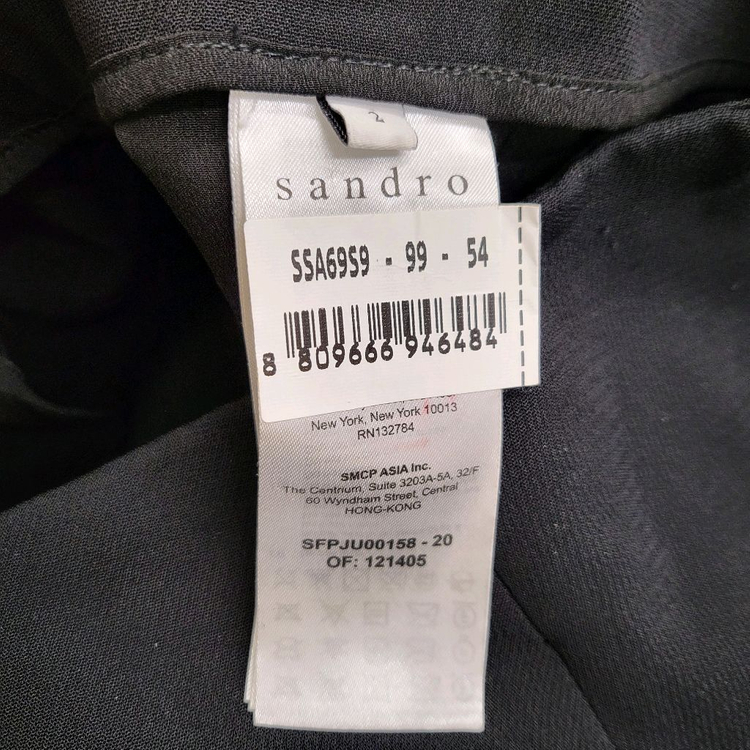 2
sandro
SSA69S9 - 99 - 54
8 809666 946484
New York, New York 10013
RN132784
SMCP ASIA Inc.
The Centrium, Suite 3203A-5A, 32/F
60 Wyndham Street, Central
HONG-KONG
SFPJU00158 - 20
OF: 121405